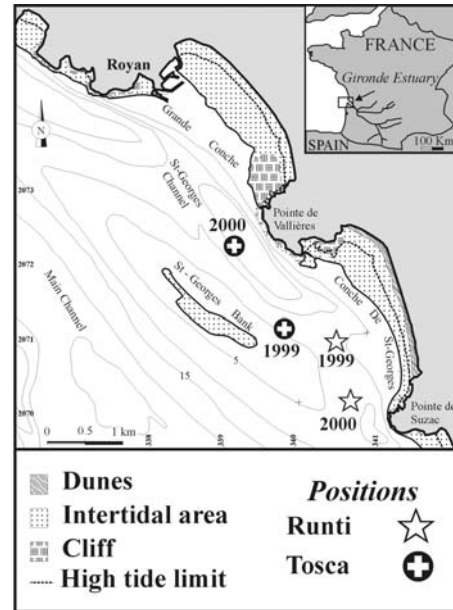 FRANCE
Gironde Estuary
SPAIN
100 Km
Royan
N
Grande Conche
St-Georges Channel
Pointe de
Vallières
2073
2000
2072
St - Georges Bank
Conche De St-Georges
Main Channel
1999
1999
2071
5
15
2000
Pointe de
Suzac
2070
0 0.5 1 km
338
339
340
341
Dunes
Intertidal area
Cliff
High tide limit
Positions
Runti
Tosca